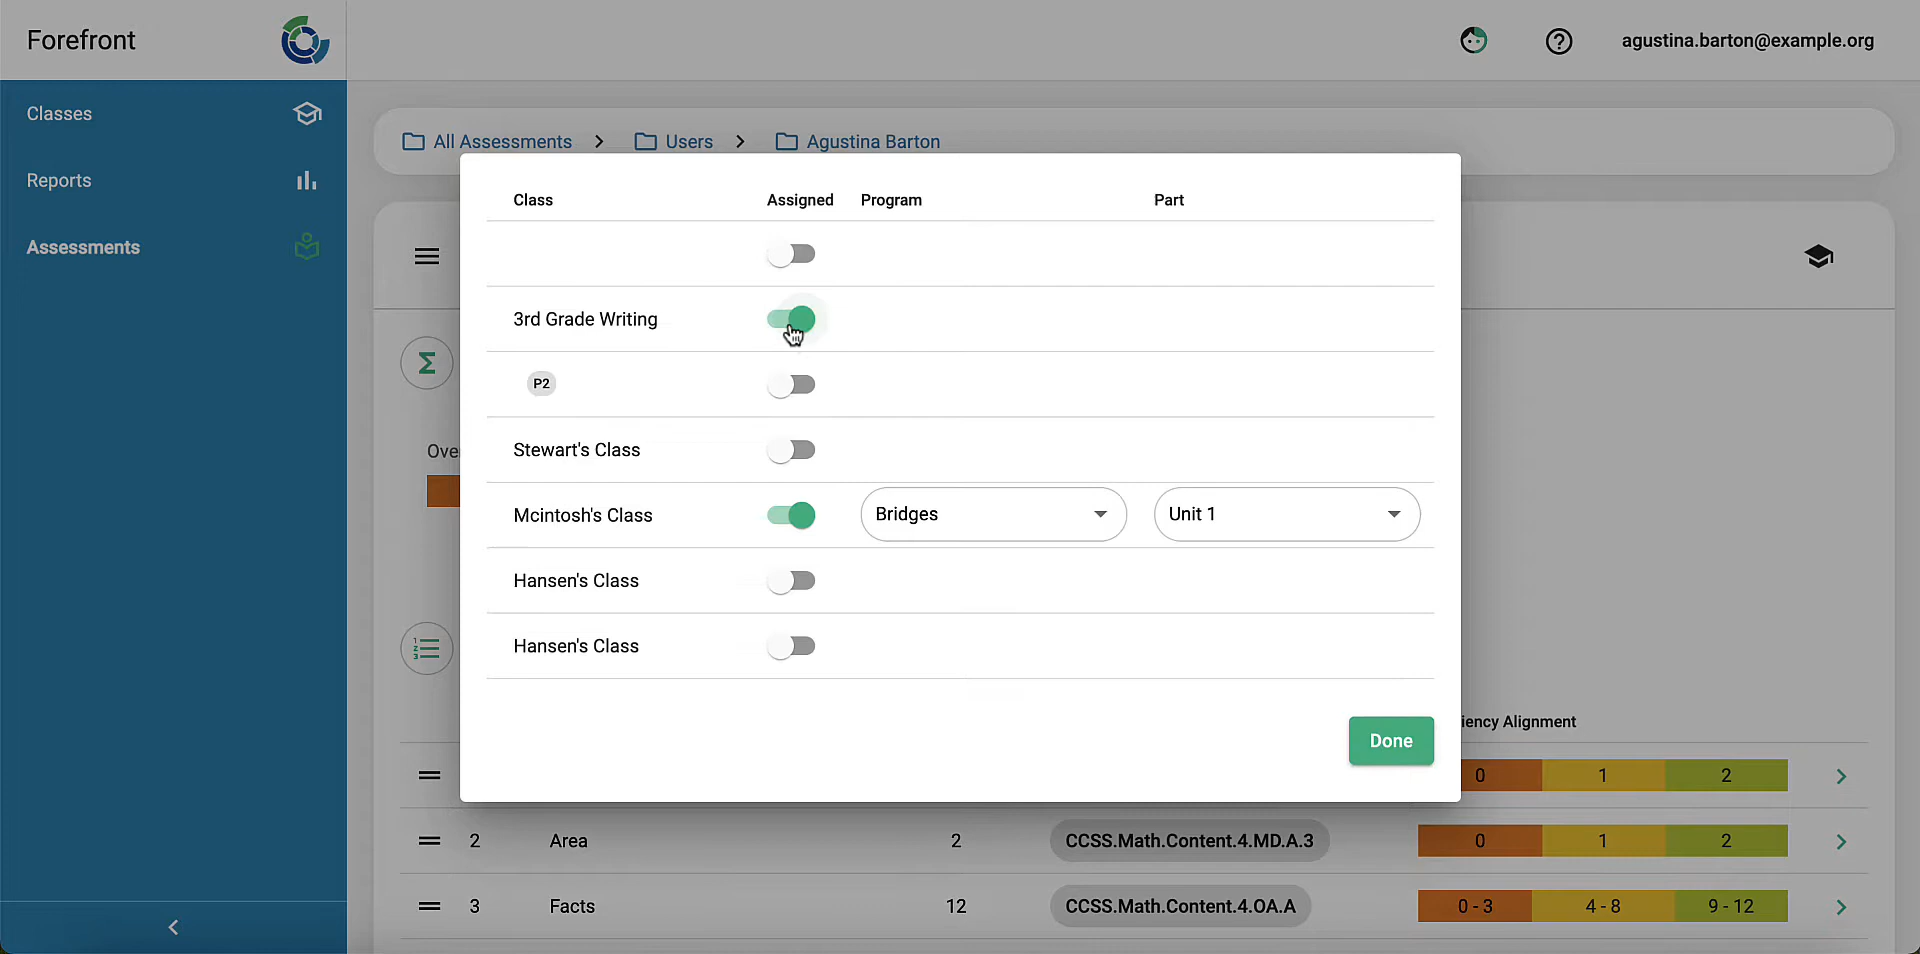 Forefront
agustina.barton@example.org
Classes
Reports
Assessments
All Assessments
Users
Agustina Barton
Class Assigned Program Part
3rd Grade Writing
P2
Stewart's Class
Mcintosh's Class Bridges Unit 1
Hansen's Class
Hansen's Class
Done
Ove
iency Alignment
0 1 2
2 Area 2 CCSS.Math.Content.4.MD.A.3 0 1 2
3 Facts 12 CCSS.Math.Content.4.OA.A 0 - 3 4 - 8 9 - 12